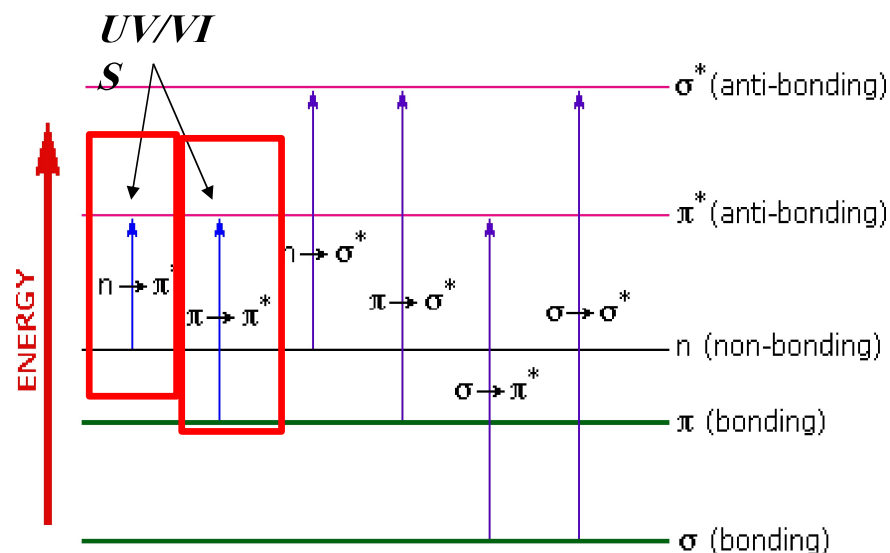 UV/VI
S
σ* (anti-bonding)
π* (anti-bonding)
n→σ*
n→π*
π→σ*
π→π*
σ→σ*
ENERGY
n (non-bonding)
σ→π*
π (bonding)
σ (bonding)